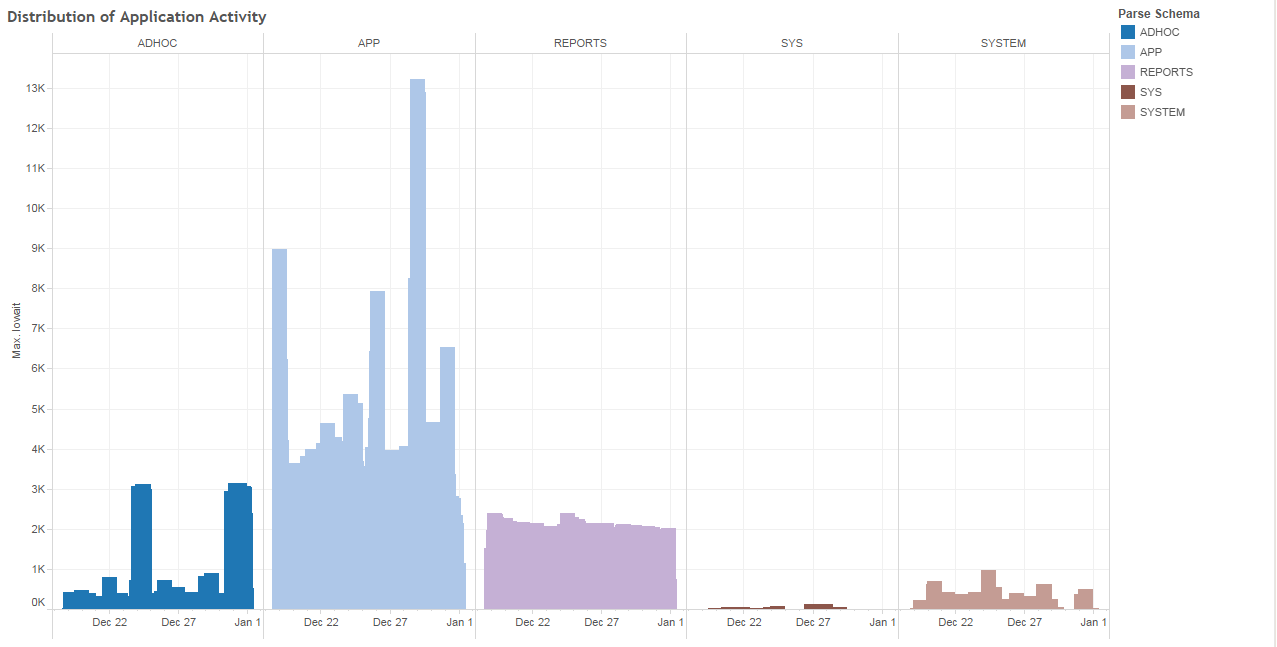 Distribution of Application Activity
Parse Schema
ADHOC
APP
REPORTS
SYS
SYSTEM
ADHOC
APP
REPORTS
SYS
SYSTEM
Max. Iowait
13K
12K
11K
10K
9K
8K
7K
6K
5K
4K
3K
2K
1K
0K
Dec 22 Dec 27 Jan 1
Dec 22 Dec 27 Jan 1
Dec 22 Dec 27 Jan 1
Dec 22 Dec 27 Jan 1
Dec 22 Dec 27 Jan 1